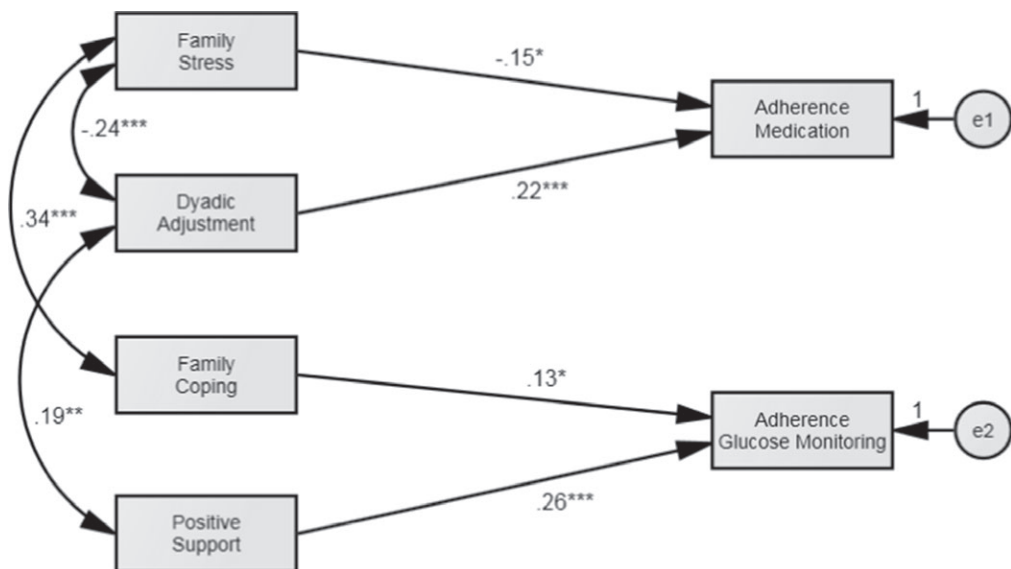 Family
Stress
-.15*
Adherence
Medication
1
e1
-.24***
Dyadic
Adjustment
.22***
.34***
Family
Coping
.13*
Adherence
Glucose Monitoring
1
e2
.19**
Positive
Support
.26***